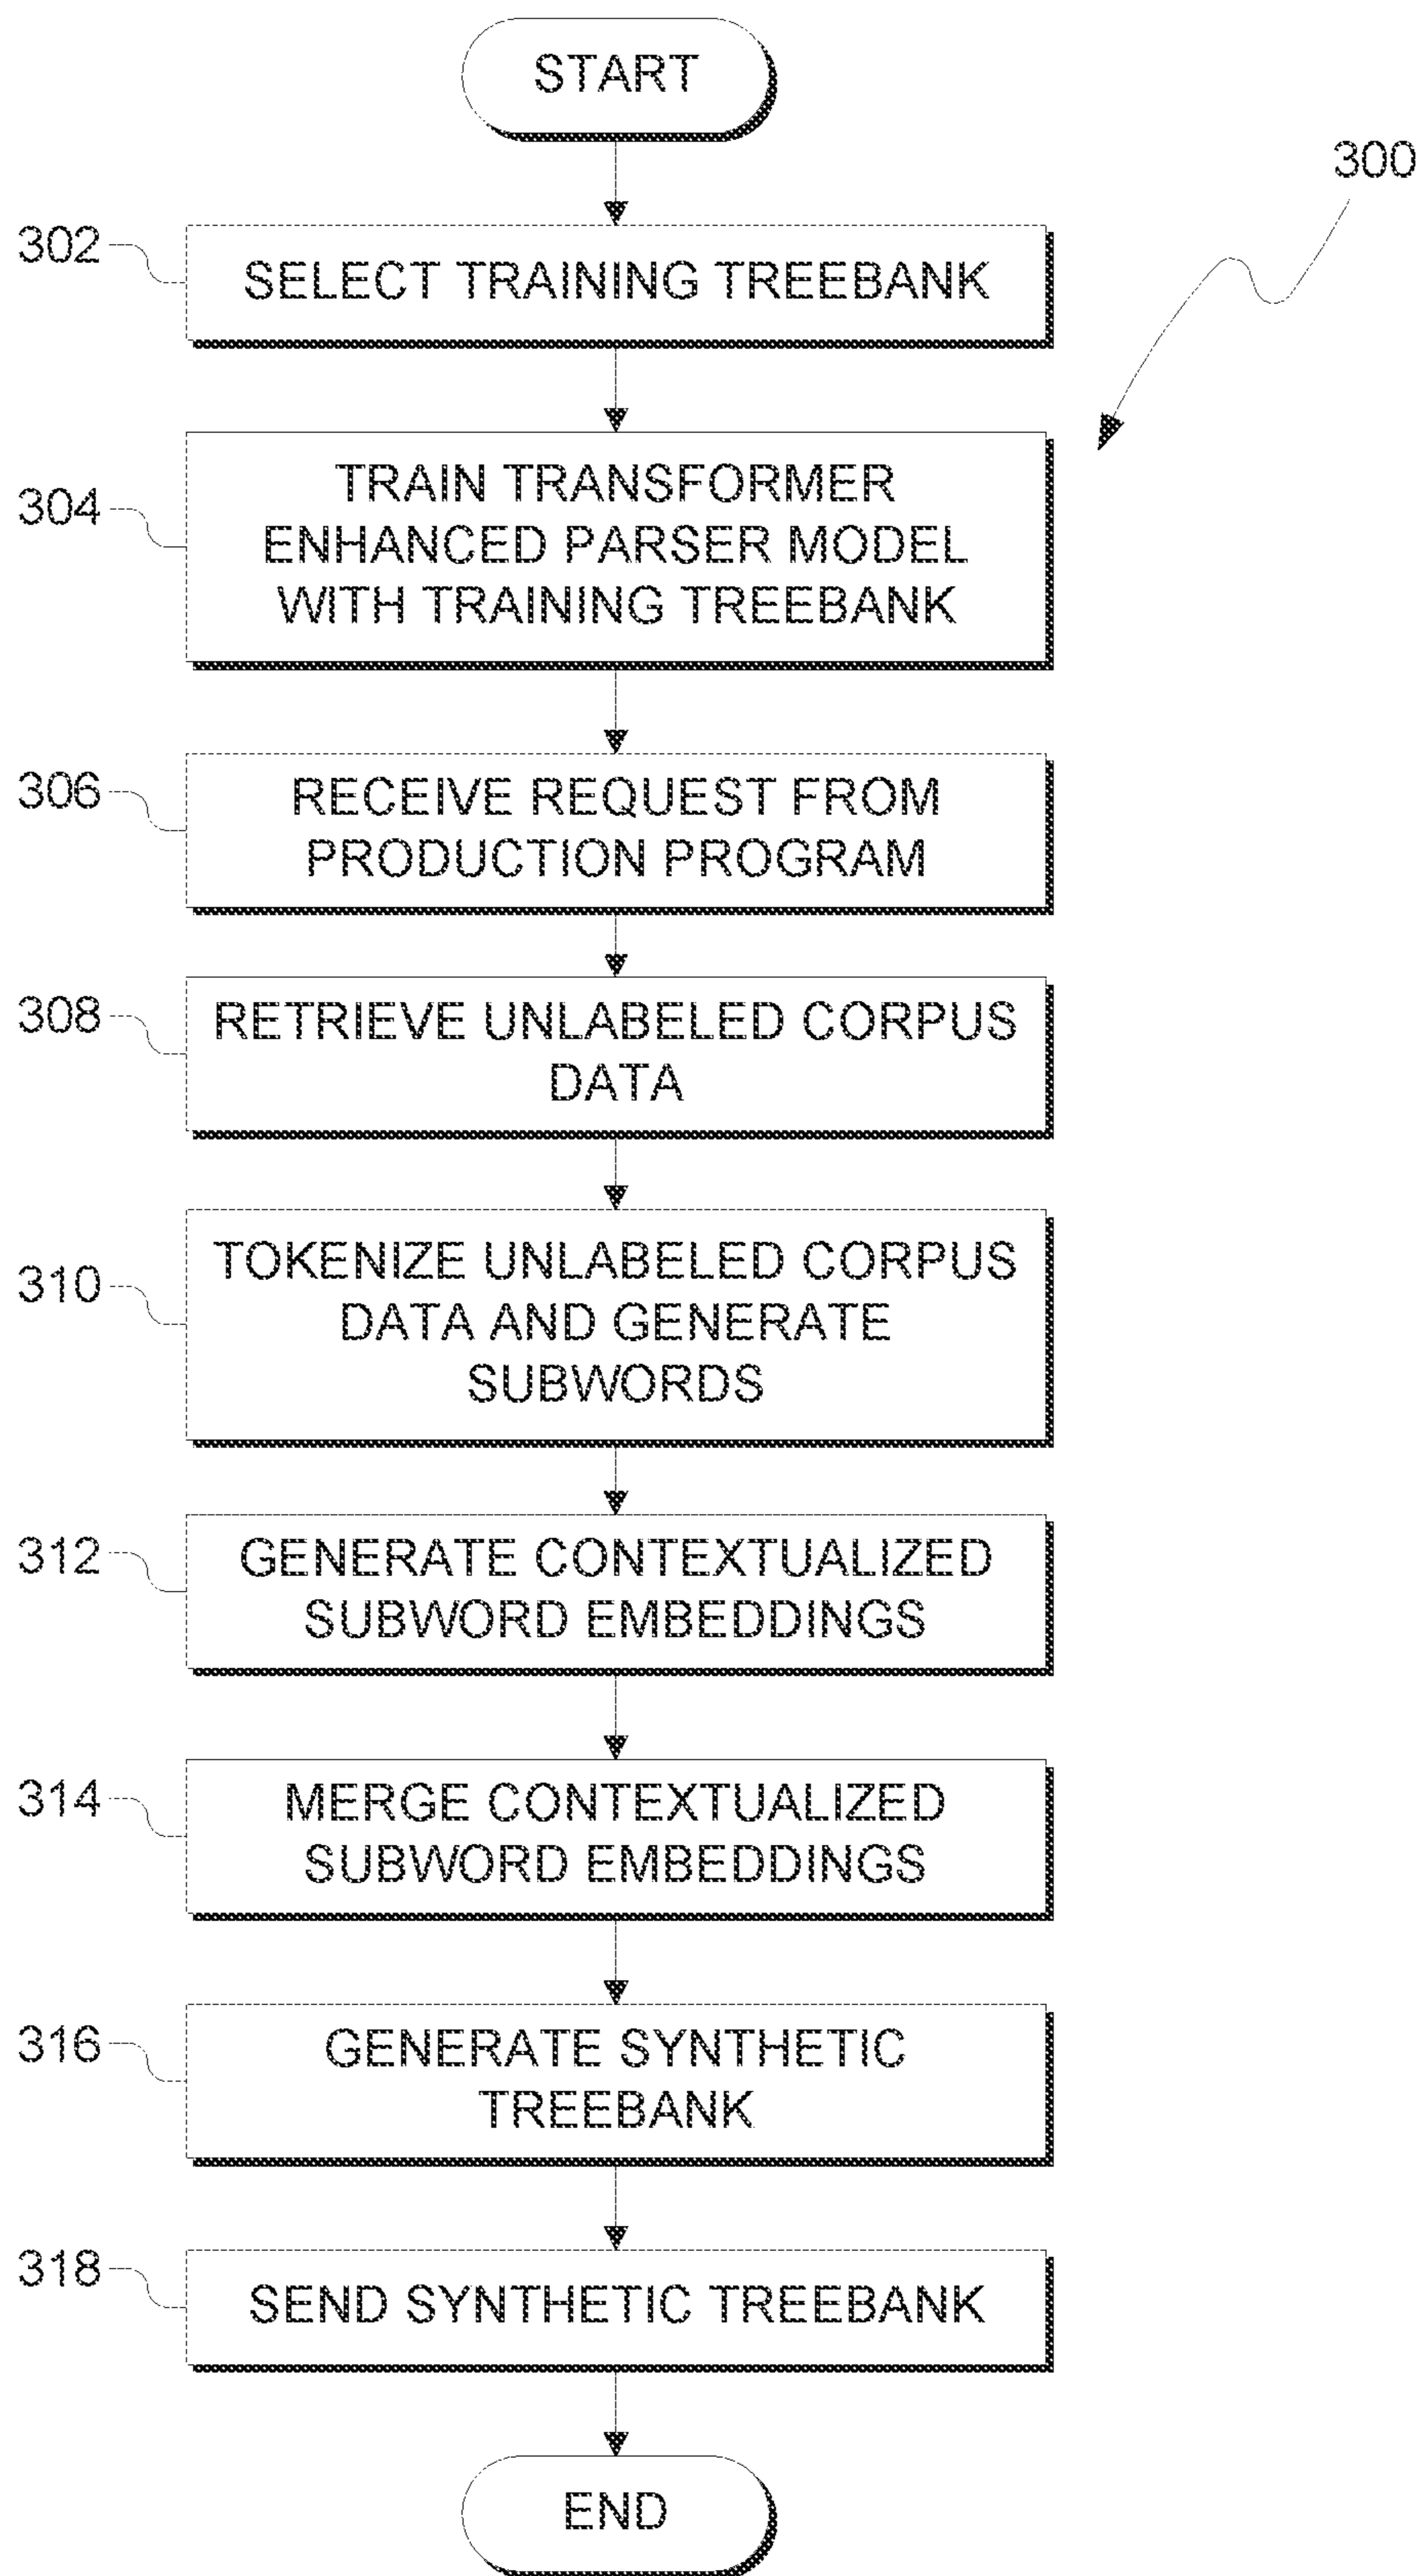 START
300
302
SELECT TRAINING TREEBANK
304
TRAIN TRANSFORMER
ENHANCED PARSER MODEL
WITH TRAINING TREEBANK
306
RECEIVE REQUEST FROM
PRODUCTION PROGRAM
308
RETRIEVE UNLABELED CORPUS
DATA
310
TOKENIZE UNLABELED CORPUS
DATA AND GENERATE
SUBWORDS
312
GENERATE CONTEXTUALIZED
SUBWORD EMBEDDINGS
314
MERGE CONTEXTUALIZED
SUBWORD EMBEDDINGS
316
GENERATE SYNTHETIC
TREEBANK
318
SEND SYNTHETIC TREEBANK
END